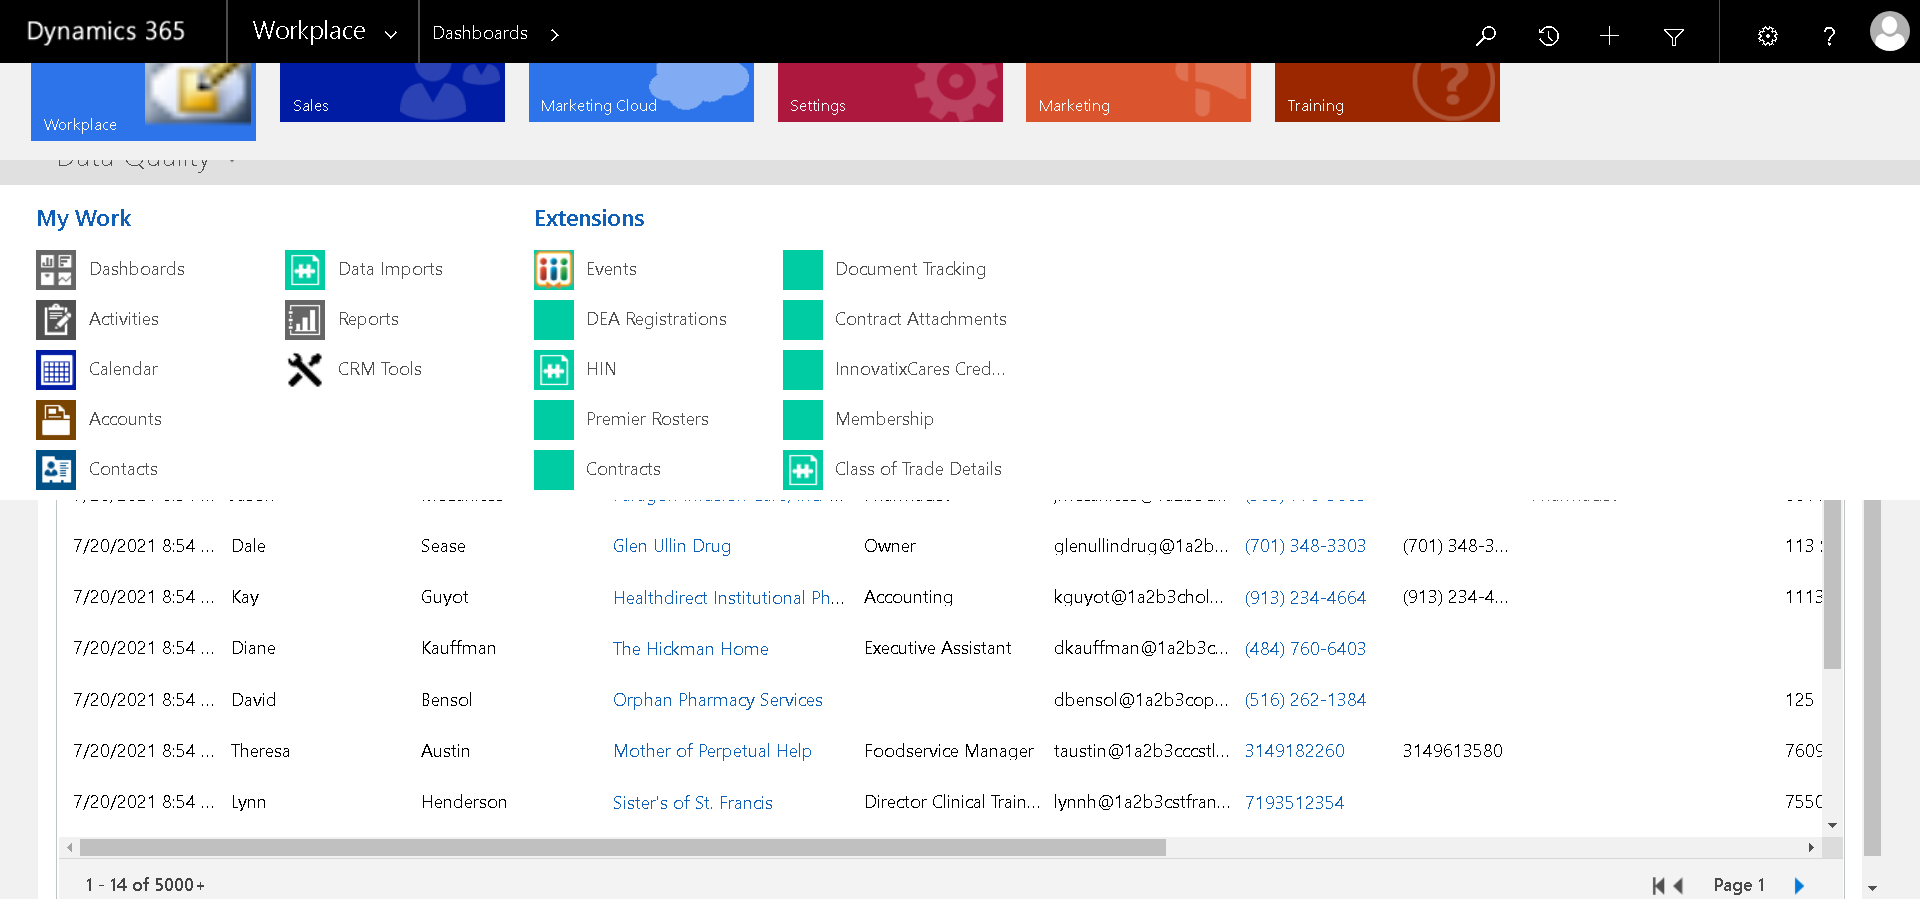 Dynamics 365 Workplace Dashboards
Workplace Sales Marketing Cloud Settings Marketing Training
Data Quality
My Work Extensions
Dashboards Data Imports Events Document Tracking
Activities Reports DEA Registrations Contract Attachments
Calendar CRM Tools HIN InnovatixCares Cred...
Accounts Premier Rosters Membership
Contacts Contracts Class of Trade Details
7/20/2021 8:54 ... Dale Sease Glen Ullin Drug Owner glenullindrug@1a2b... (701) 348-3303 (701) 348-3... 113
7/20/2021 8:54 ... Kay Guyot Healthdirect Institutional Ph... Accounting kguyot@1a2b3chol... (913) 234-4664 (913) 234-4... 1113
7/20/2021 8:54 ... Diane Kauffman The Hickman Home Executive Assistant dkauffman@1a2b3c... (484) 760-6403
7/20/2021 8:54 ... David Bensol Orphan Pharmacy Services dbensol@1a2b3cop... (516) 262-1384 125
7/20/2021 8:54 ... Theresa Austin Mother of Perpetual Help Foodservice Manager taustin@1a2b3cccstl... 3149182260 3149613580 7609
7/20/2021 8:54 ... Lynn Henderson Sister's of St. Francis Director Clinical Train... lynnh@1a2b3cstfran... 7193512354 7550
1 - 14 of 5000+ Page 1